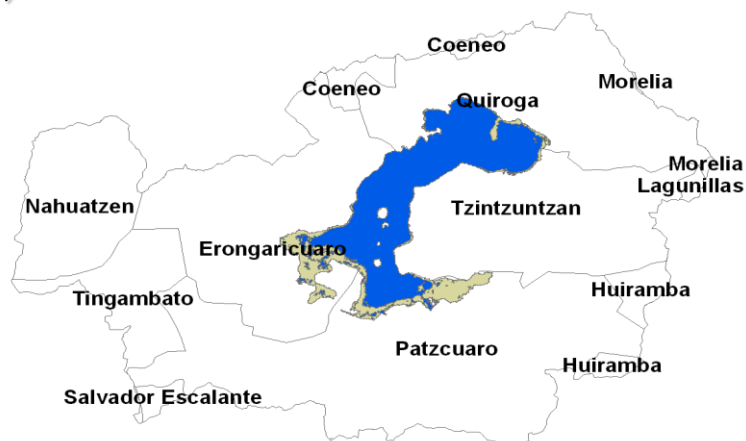 Coeneo
Coeneo
Morelia
Quiroga
Morelia
Lagunillas
Nahuatzen
Tzintzuntzan
Erongaricuaro
Tingambato
Huiramba
Patzcuaro
Huiramba
Salvador Escalante